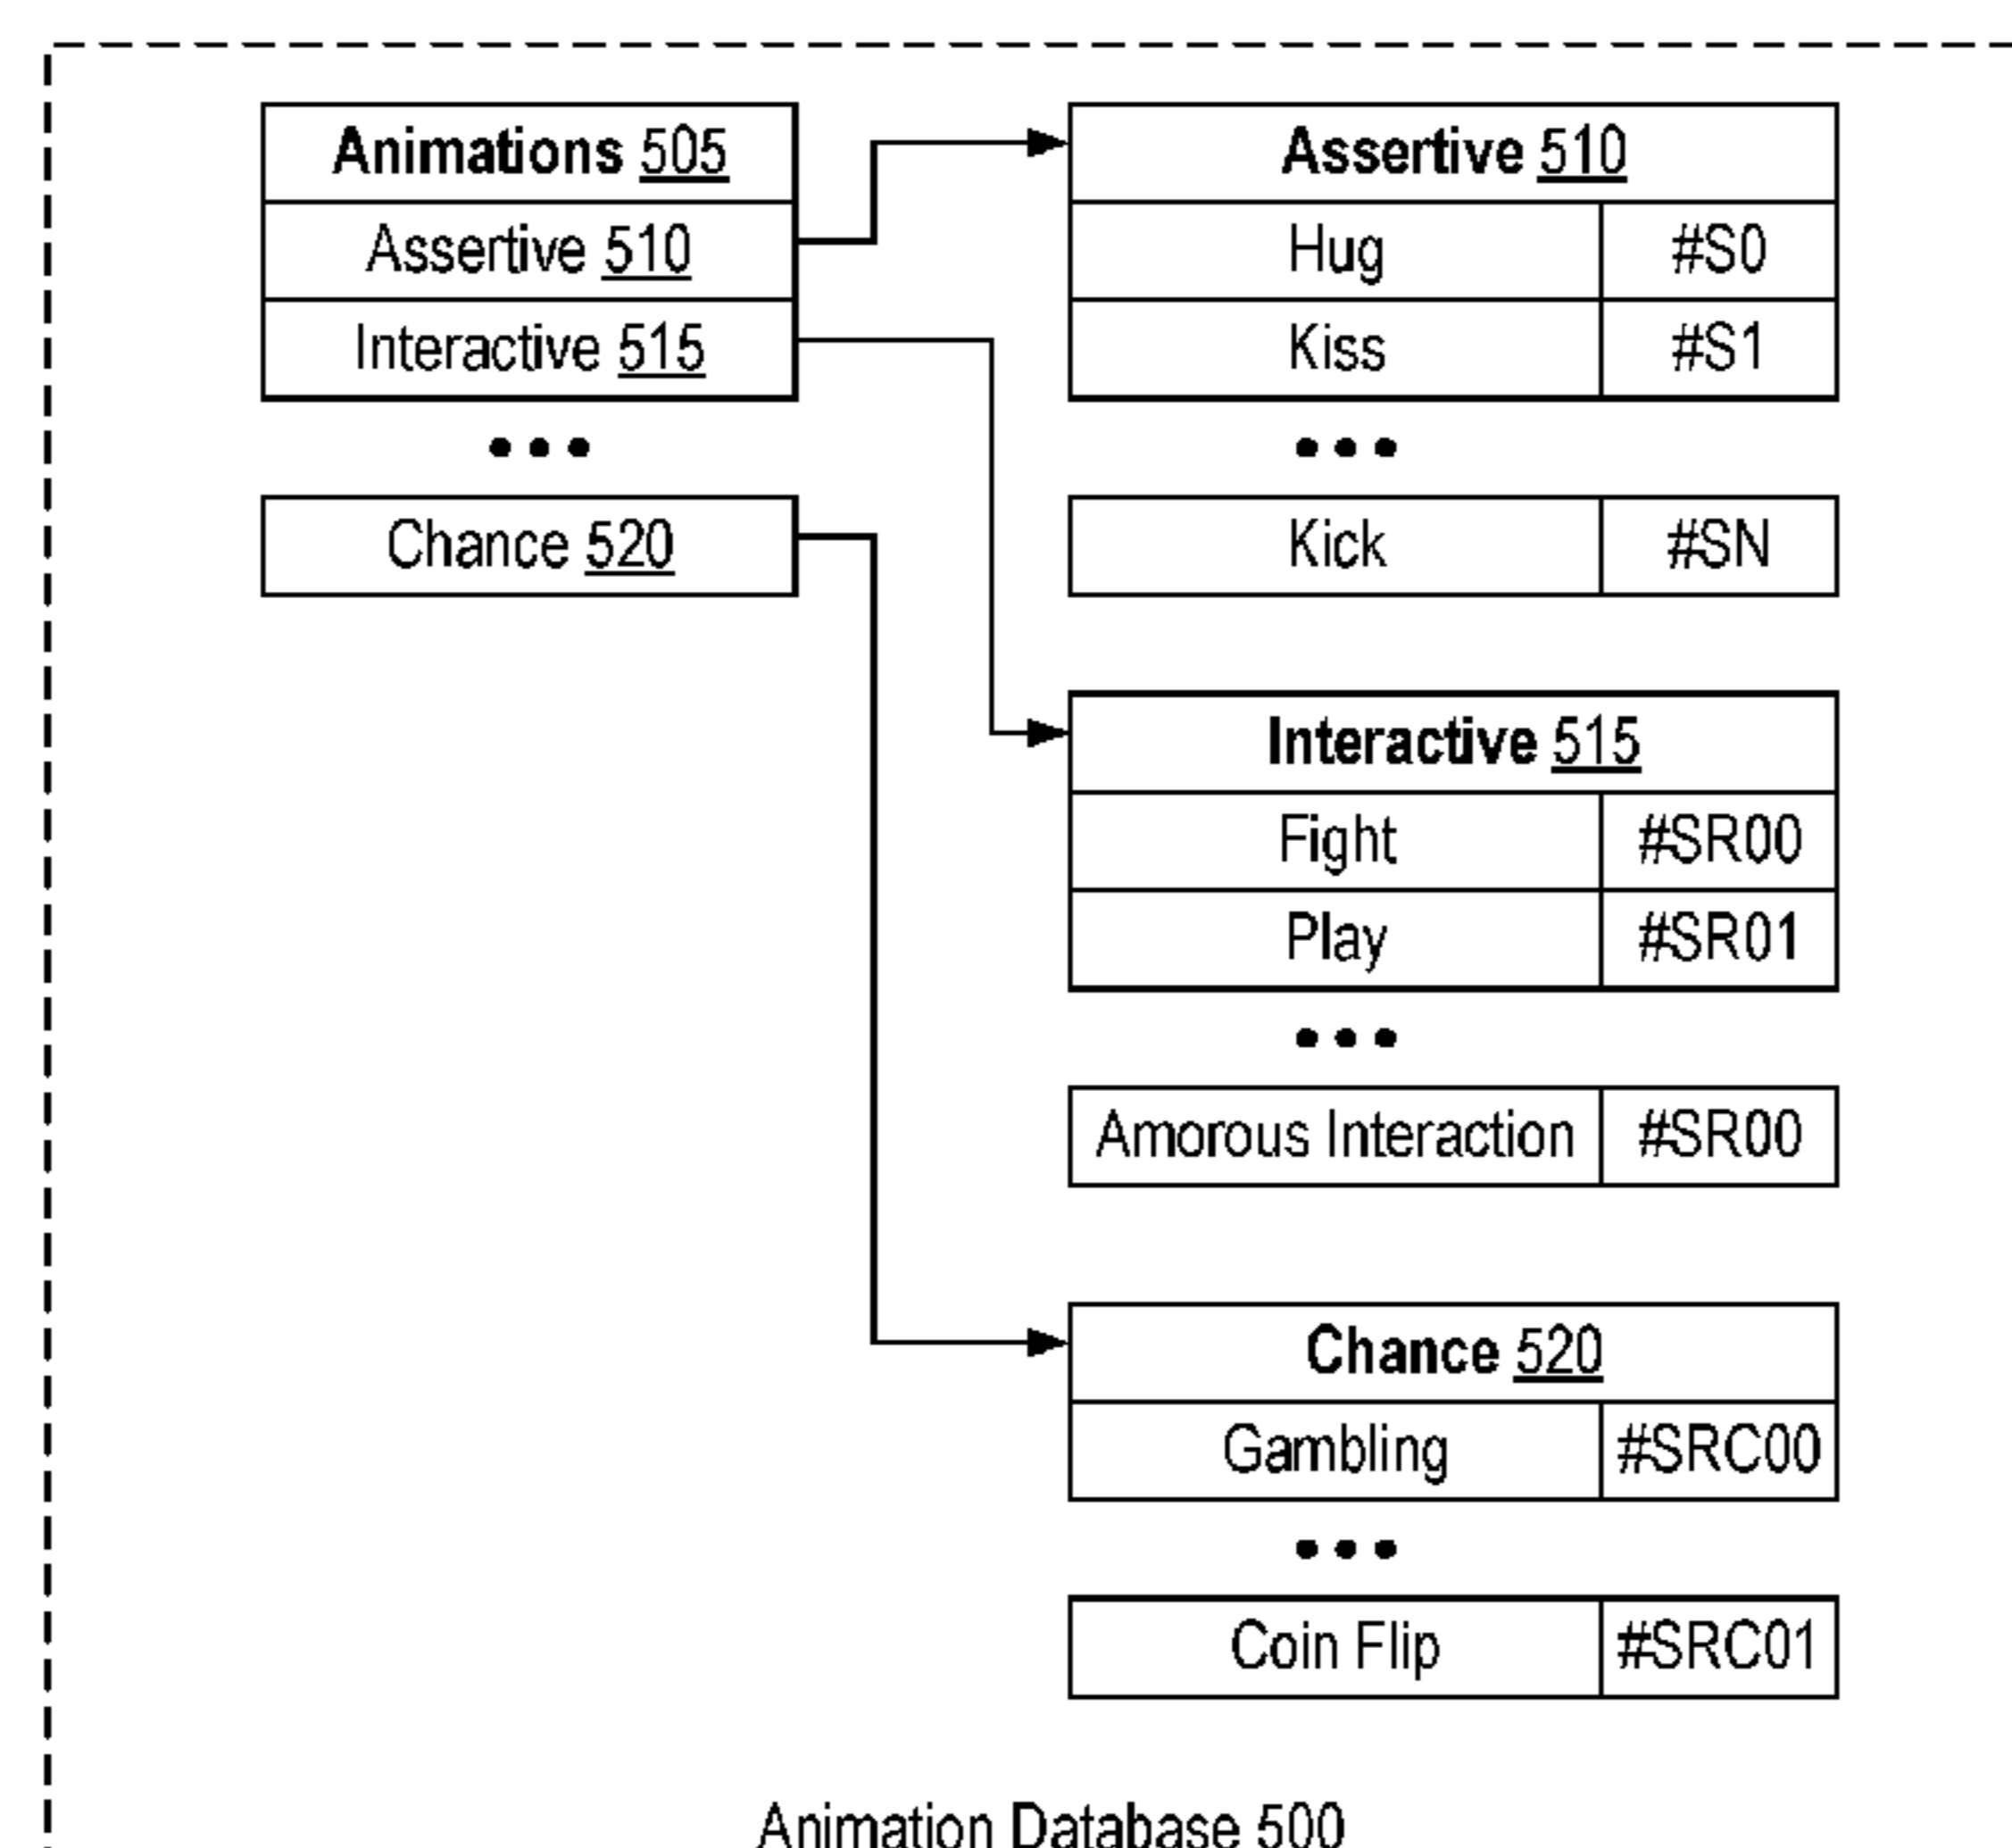 Animations 505
Assertive 510
Interactive 515
Chance 520
Assertive 510
Hug #S0
Kiss #S1
Kick #SN
Interactive 515
Fight #SR00
Play #SR01
Amorous Interaction #SR00
Chance 520
Gambling #SRC00
Coin Flip #SRC01
Animation Database 500